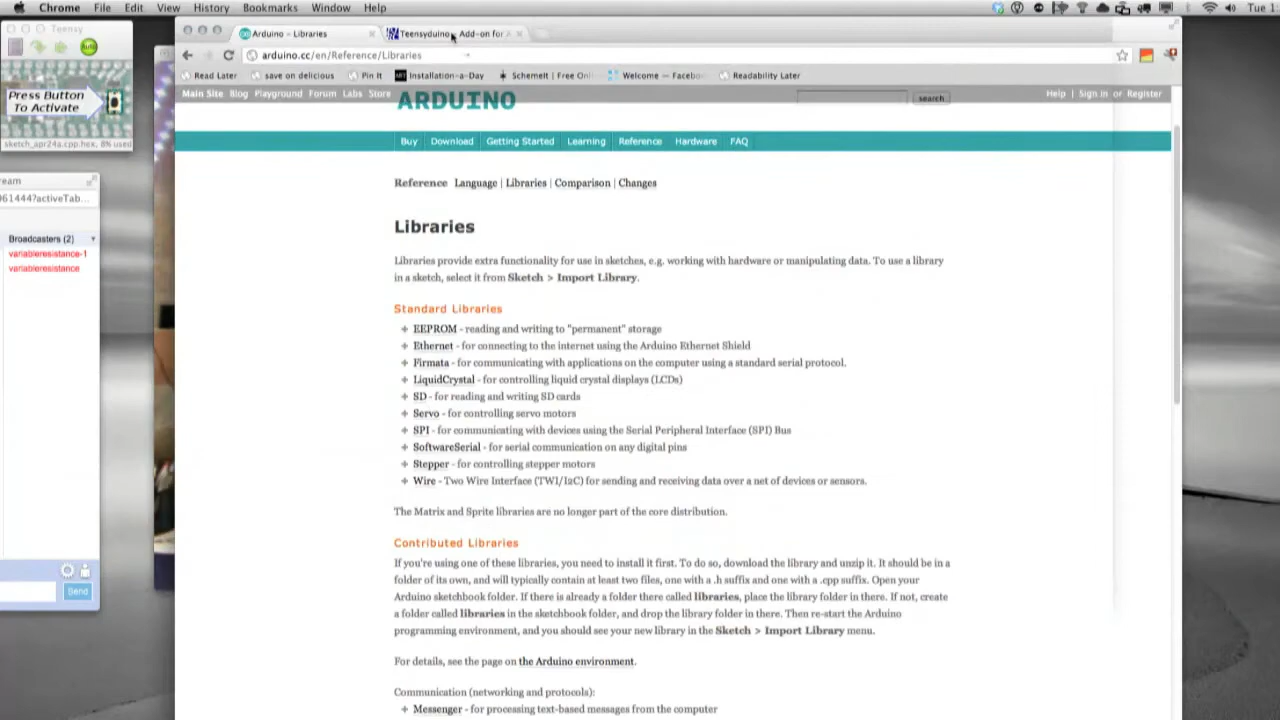 Chrome File Edit View History Bookmarks Window Help
Tue 1
Teensy
Auto
Press Button
To Activate
sketch_apr24a.cpp.hex, 8% used
ream
961444?activeTab...
Broadcasters (2)
variableresistance-1
variableresistance
Send
Arduino - Libraries
Teensyduino - Add-on for
arduino.cc/en/Reference/Libraries
Read Later save on delicious Pin It Installation-a-Day Schemeit | Free Onli Welcome — Facebo Readability Later
Main Site Blog Playground Forum Labs Store
Help | Sign in or Register
ARDUINO
search
Buy Download Getting Started Learning Reference Hardware FAQ
Reference Language | Libraries | Comparison | Changes
Libraries
Libraries provide extra functionality for use in sketches, e.g. working with hardware or manipulating data. To use a library
in a sketch, select it from Sketch > Import Library.
Standard Libraries
EEPROM - reading and writing to "permanent" storage
Ethernet - for connecting to the internet using the Arduino Ethernet Shield
Firmata - for communicating with applications on the computer using a standard serial protocol.
LiquidCrystal - for controlling liquid crystal displays (LCDs)
SD - for reading and writing SD cards
Servo - for controlling servo motors
SPI - for communicating with devices using the Serial Peripheral Interface (SPI) Bus
SoftwareSerial - for serial communication on any digital pins
Stepper - for controlling stepper motors
Wire - Two Wire Interface (TWI/I2C) for sending and receiving data over a net of devices or sensors.
The Matrix and Sprite libraries are no longer part of the core distribution.
Contributed Libraries
If you're using one of these libraries, you need to install it first. To do so, download the library and unzip it. It should be in a
folder of its own, and will typically contain at least two files, one with a .h suffix and one with a .cpp suffix. Open your
Arduino sketchbook folder. If there is already a folder there called libraries, place the library folder in there. If not, create
a folder called libraries in the sketchbook folder, and drop the library folder in there. Then re-start the Arduino
programming environment, and you should see your new library in the Sketch > Import Library menu.
For details, see the page on the Arduino environment.
Communication (networking and protocols):
Messenger - for processing text-based messages from the computer